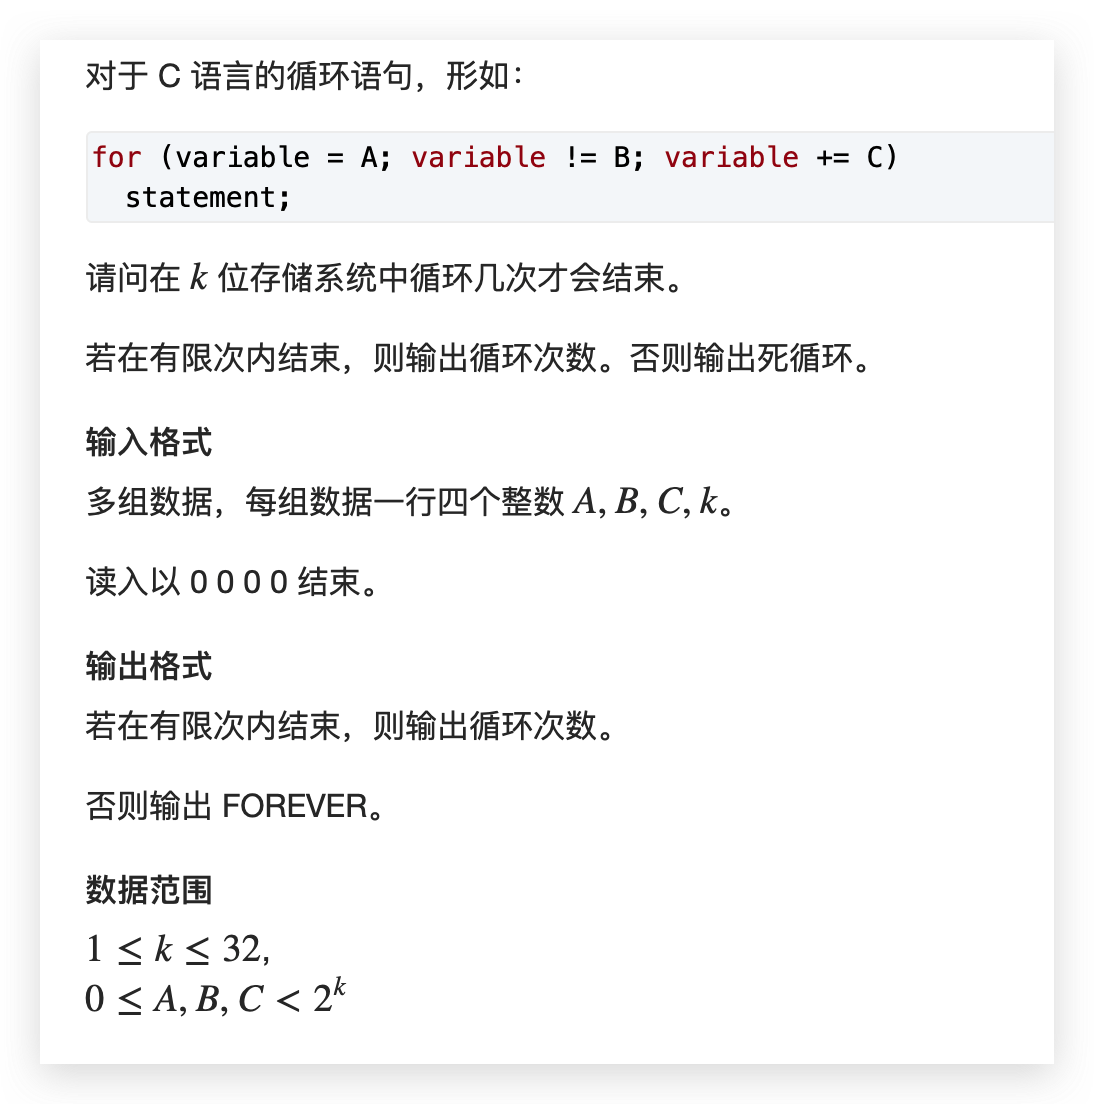 对于 C 语言的循环语句，形如：
for (variable = A; variable != B; variable += C)
  statement;
请问在 k 位存储系统中循环几次才会结束。
若在有限次内结束，则输出循环次数。否则输出死循环。
输入格式
多组数据，每组数据一行四个整数 A, B, C, k。
读入以 0 0 0 0 结束。
输出格式
若在有限次内结束，则输出循环次数。
否则输出 FOREVER。
数据范围
1 ≤ k ≤ 32,
0 ≤ A, B, C < 2^k